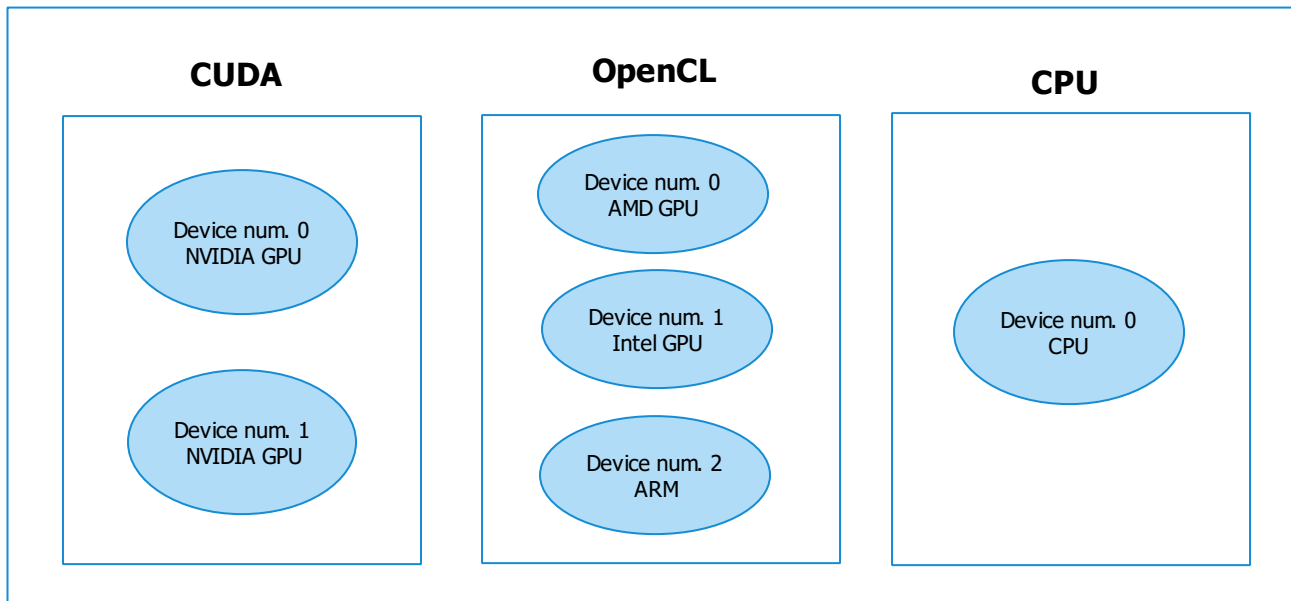 CUDA
Device num. 0
NVIDIA GPU
Device num. 1
NVIDIA GPU
OpenCL
Device num. 0
AMD GPU
Device num. 1
Intel GPU
Device num. 2
ARM
CPU
Device num. 0
CPU